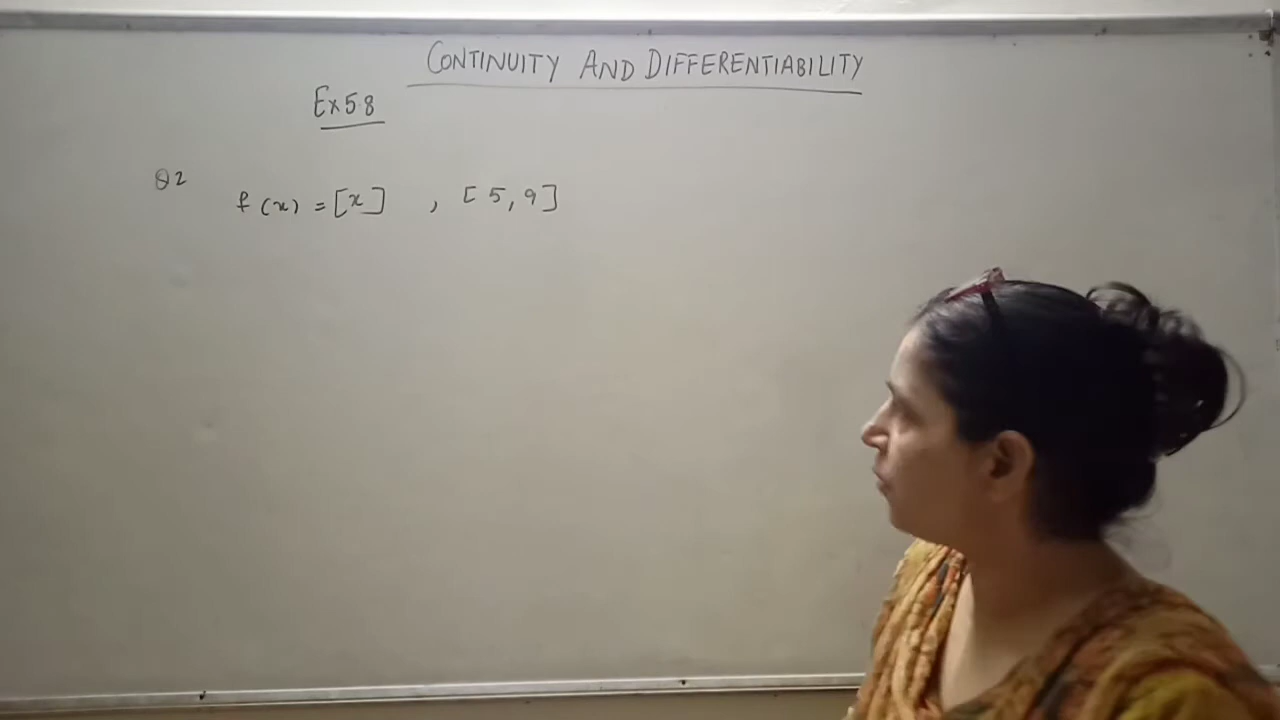 CONTINUITY AND DIFFERENTIABILITY
Ex 5.8
Q2
f(x) = [x] , [5, 9]